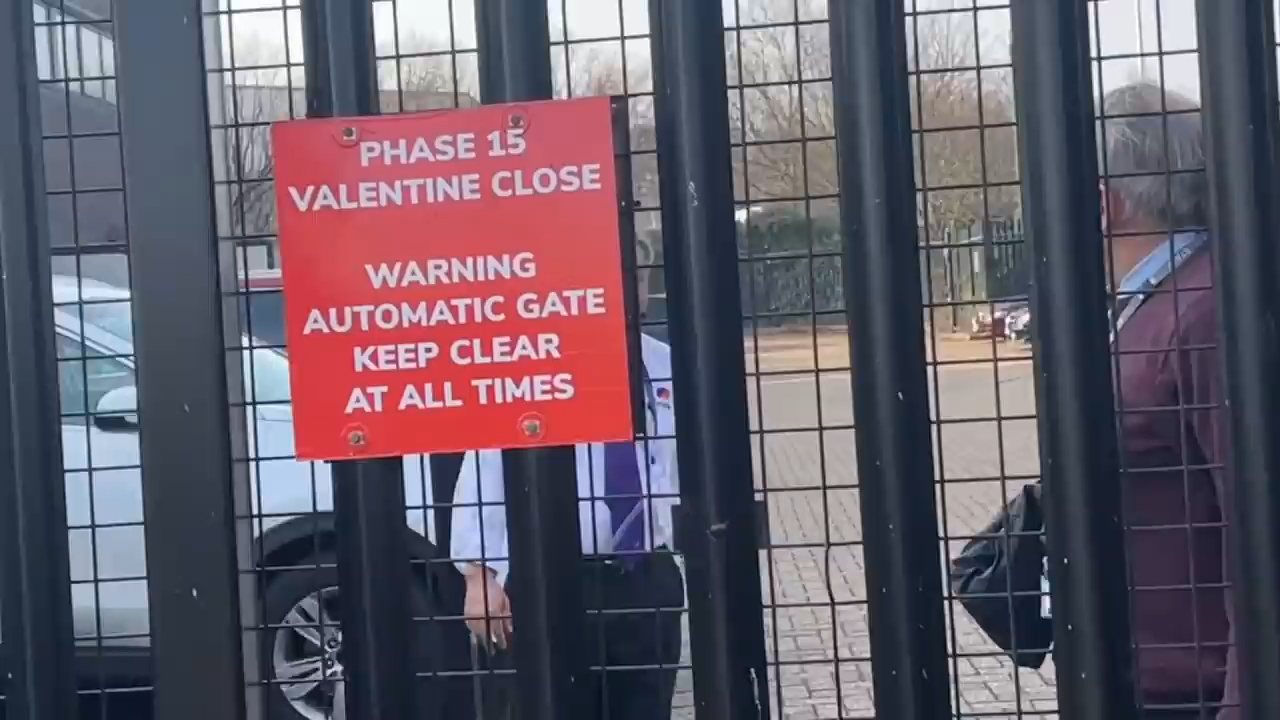 PHASE 15
VALENTINE CLOSE
WARNING
AUTOMATIC GATE
KEEP CLEAR
AT ALL TIMES